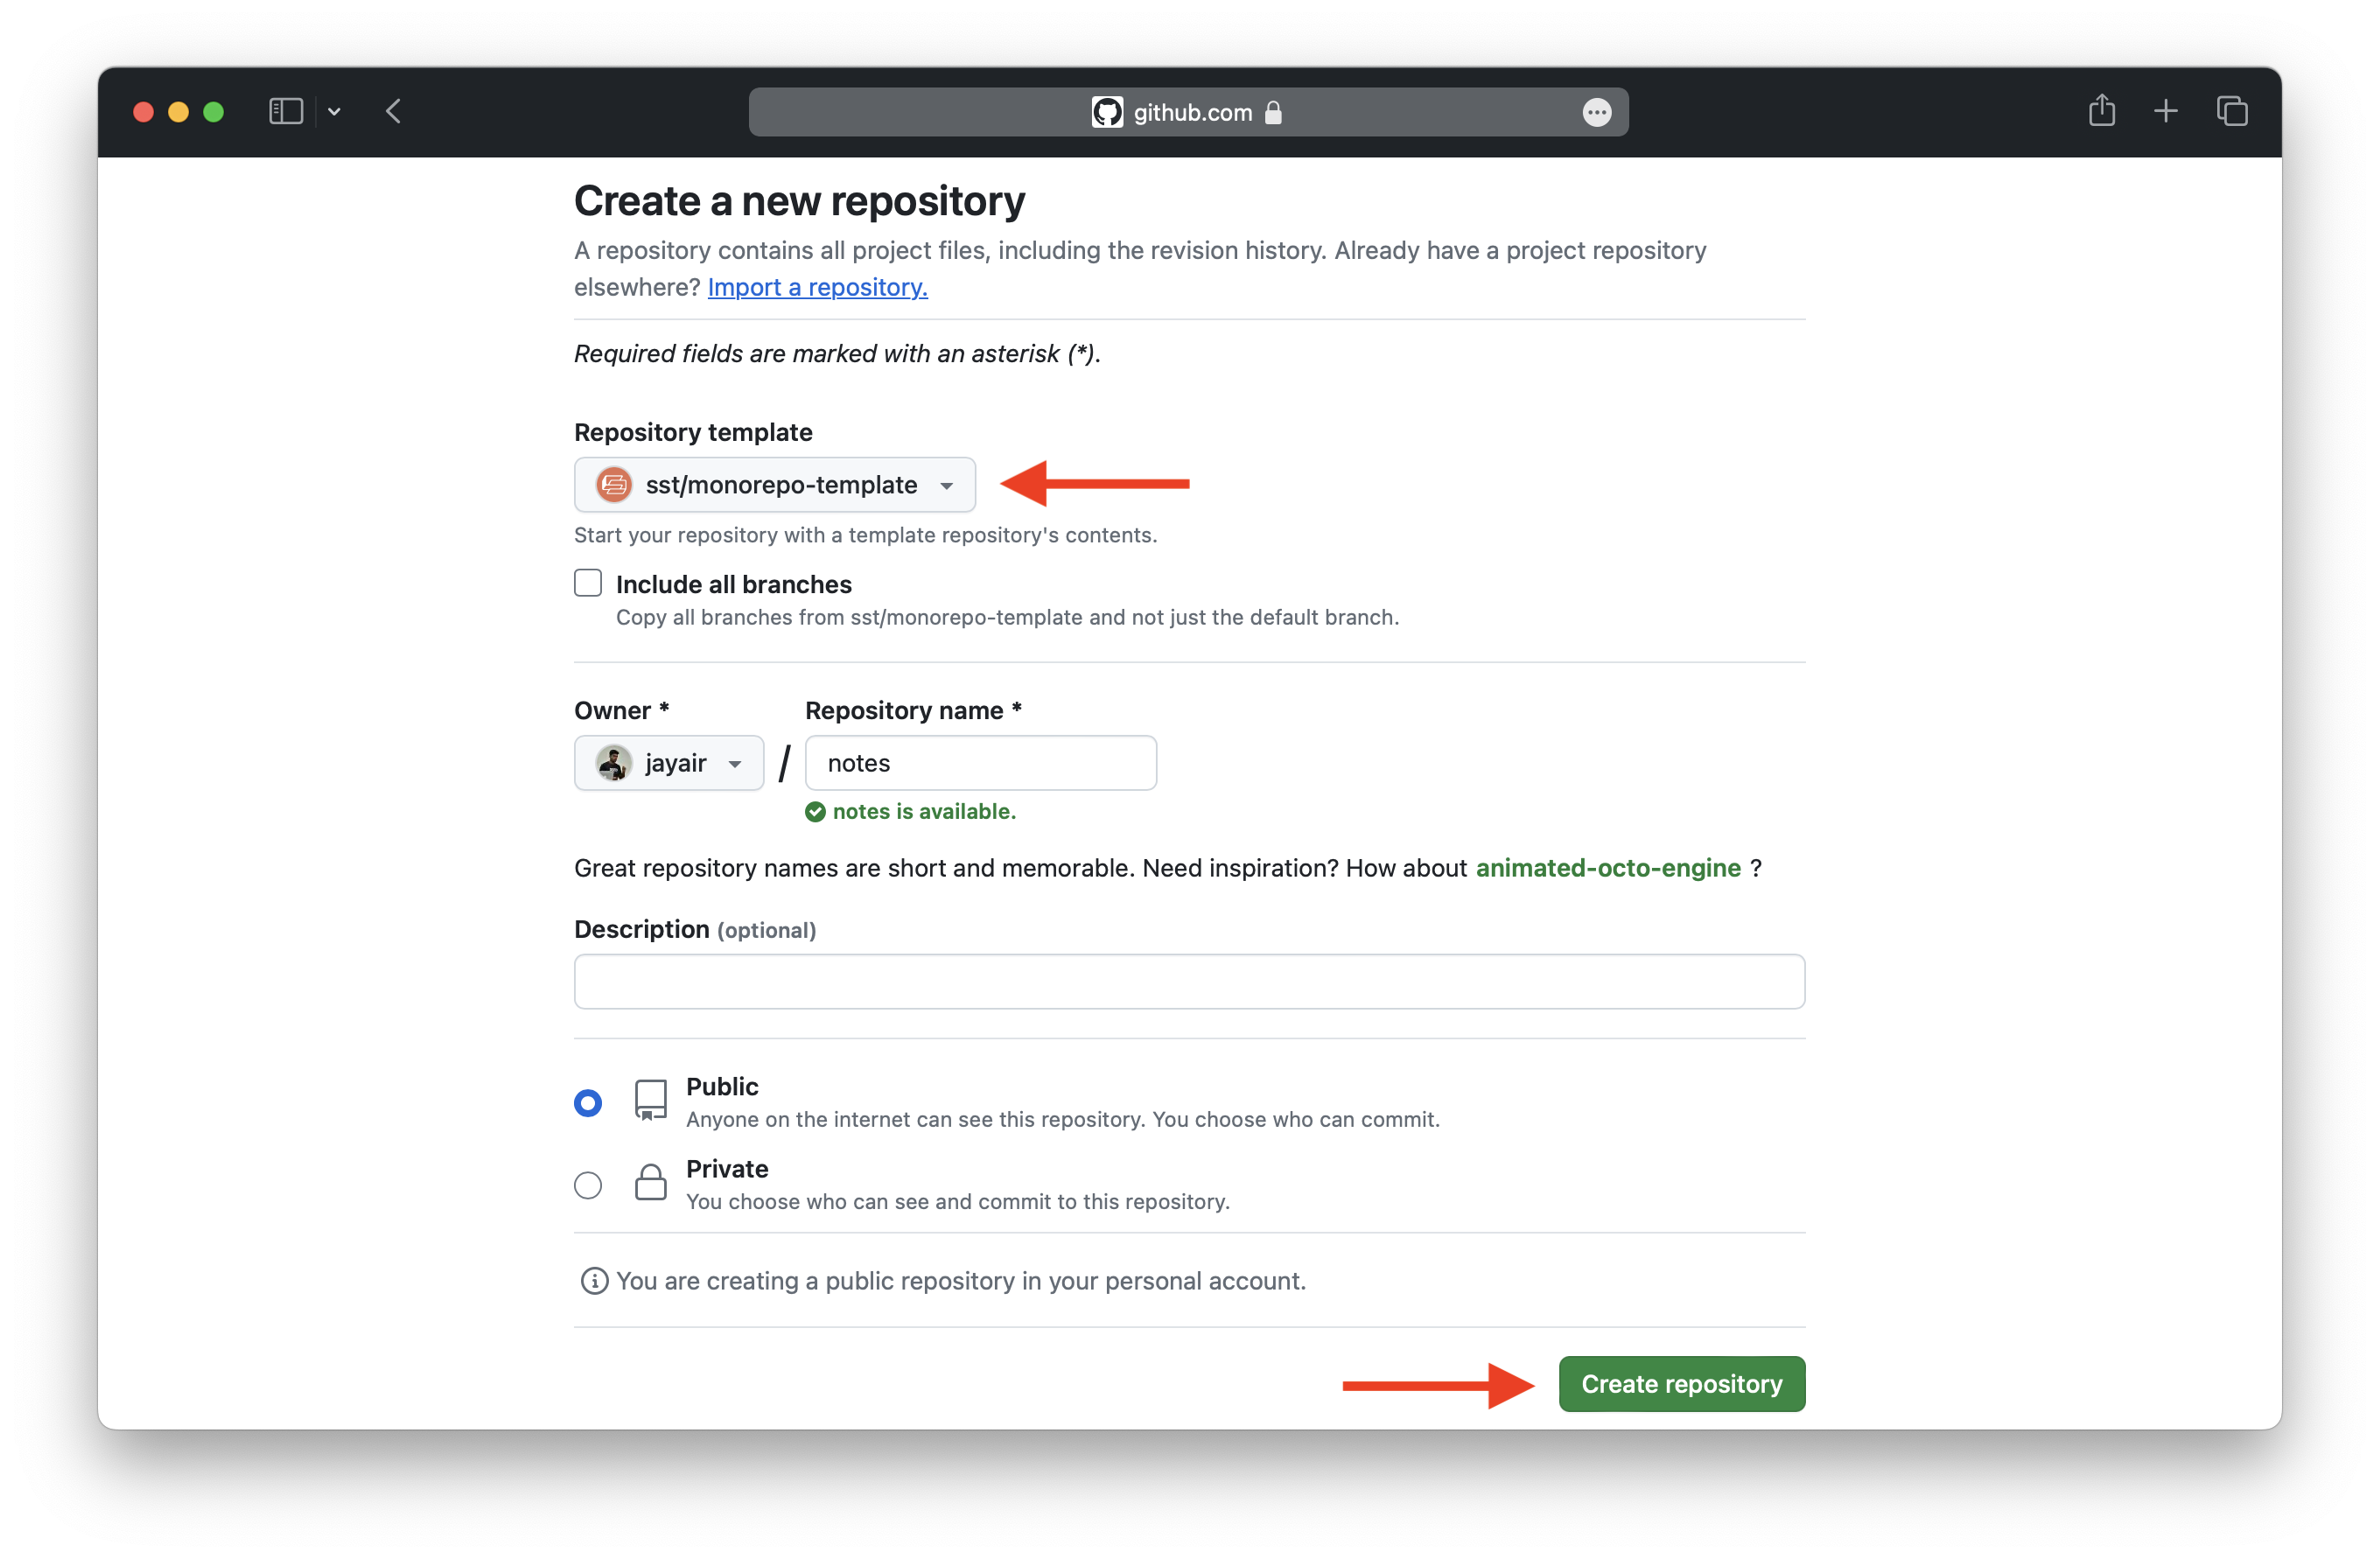 github.com
Create a new repository
A repository contains all project files, including the revision history. Already have a project repository
elsewhere? Import a repository.
Required fields are marked with an asterisk (*).
Repository template
sst/monorepo-template
Start your repository with a template repository's contents.
Include all branches
Copy all branches from sst/monorepo-template and not just the default branch.
Owner * Repository name *
jayair / notes
notes is available.
Great repository names are short and memorable. Need inspiration? How about animated-octo-engine ?
Description (optional)
Public
Anyone on the internet can see this repository. You choose who can commit.
Private
You choose who can see and commit to this repository.
You are creating a public repository in your personal account.
Create repository